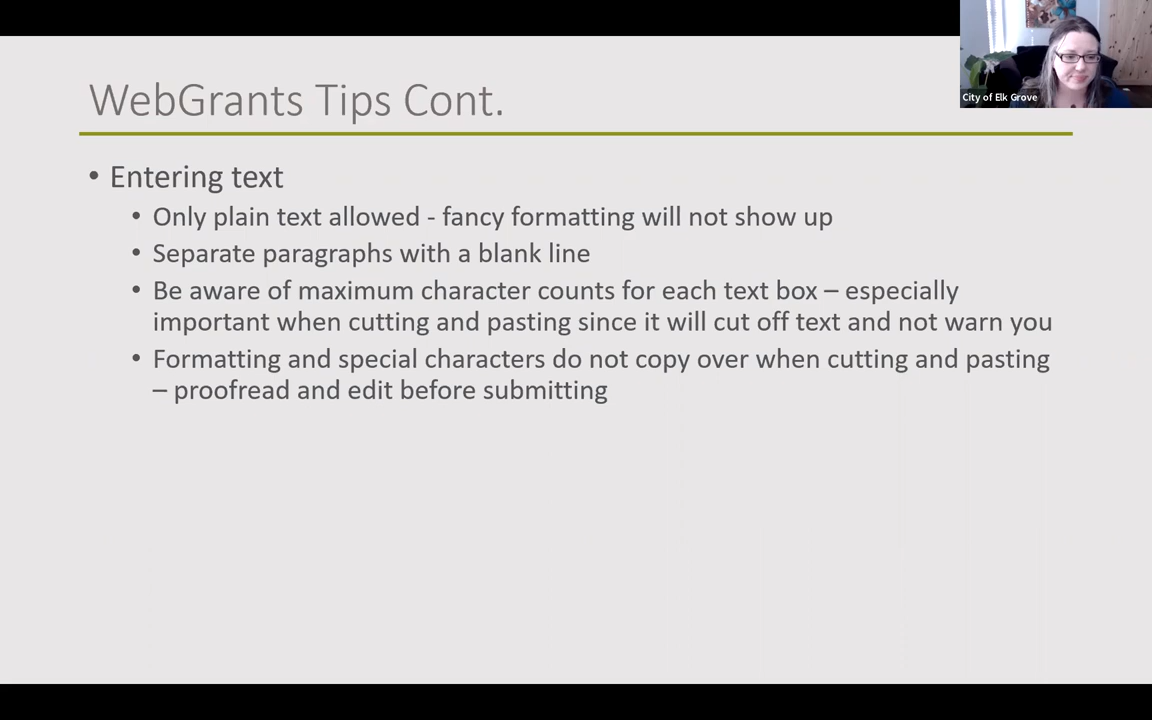 WebGrants Tips Cont.
City of Elk Grove
• Entering text
• Only plain text allowed - fancy formatting will not show up
• Separate paragraphs with a blank line
• Be aware of maximum character counts for each text box – especially
important when cutting and pasting since it will cut off text and not warn you
• Formatting and special characters do not copy over when cutting and pasting
– proofread and edit before submitting